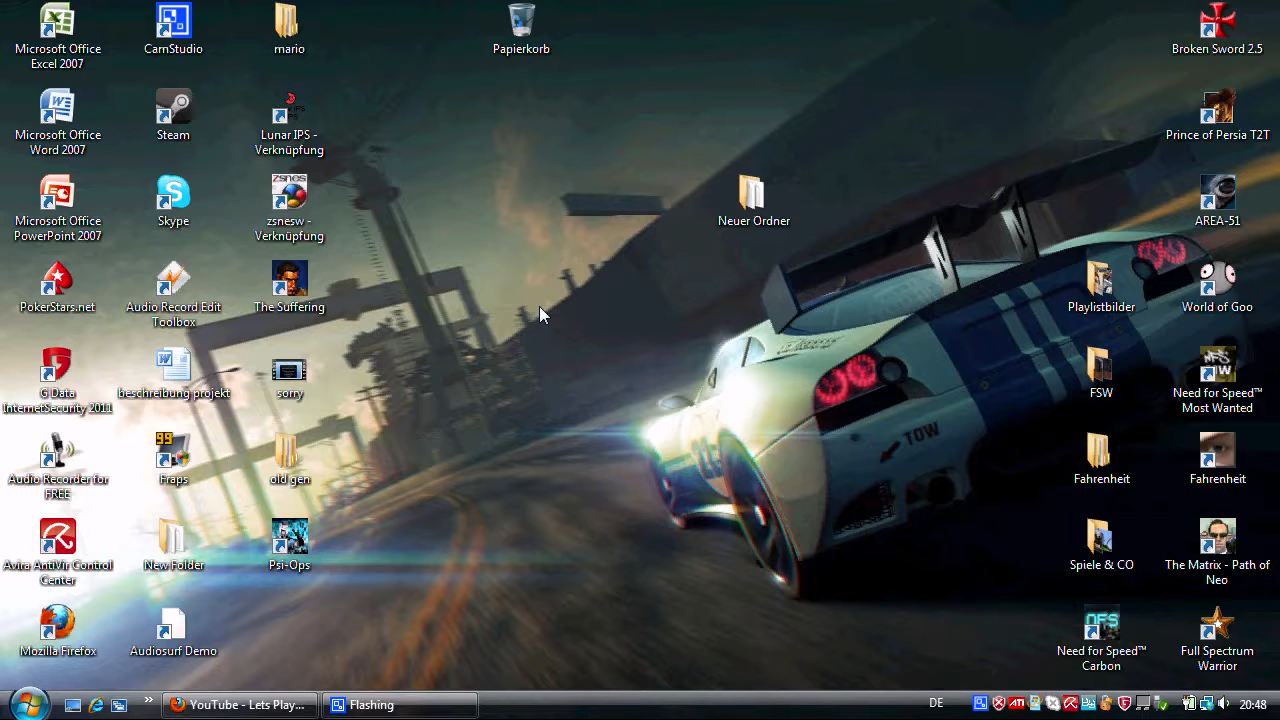 Microsoft Office
Excel 2007
CamStudio
mario
Papierkorb
Broken Sword 2.5
Microsoft Office
Word 2007
Steam
Lunar IPS -
Verknüpfung
Prince of Persia T2T
Microsoft Office
PowerPoint 2007
Skype
zsnes
zsnesw -
Verknüpfung
Neuer Ordner
AREA-51
PokerStars.net
Audio Record Edit
Toolbox
The Suffering
Playlistbilder
World of Goo
G Data
InternetSecurity 2011
beschreibung projekt
sorry
FSW
Need for Speed™
Most Wanted
TOW
Audio Recorder for
FREE
99
Fraps
old gen
Fahrenheit
Fahrenheit
Avira AntiVir Control
Center
New Folder
Psi-Ops
Spiele & CO
The Matrix - Path of
Neo
Mozilla Firefox
Audiosurf Demo
NFS
Need for Speed™
Carbon
Full Spectrum
Warrior
YouTube - Lets Play...
Flashing
DE
ATI
20:48